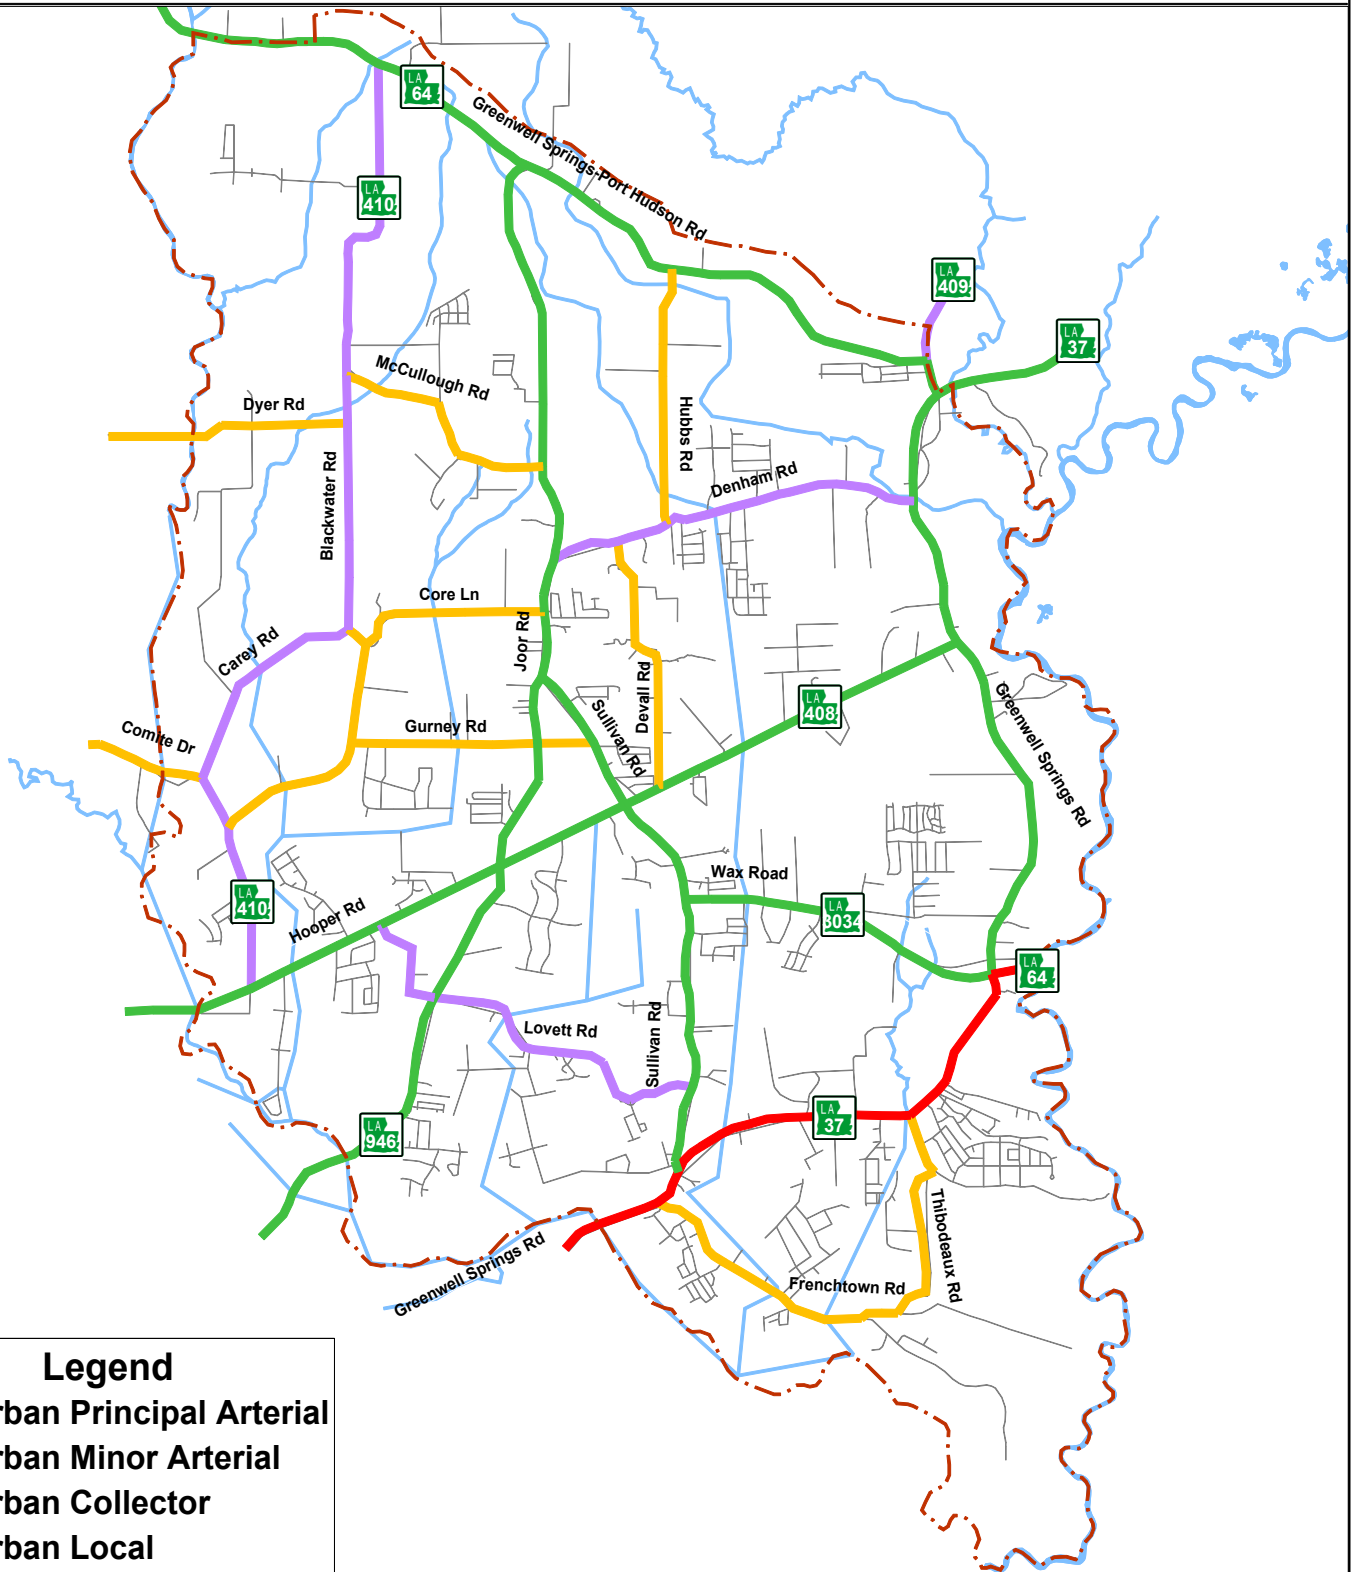 LA
64
Greenwell Springs-Port Hudson Rd
LA
410
LA
409
LA
37
McCullough Rd
Dyer Rd
Hubbs Rd
Blackwater Rd
Denham Rd
Core Ln
Joor Rd
Carey Rd
Devall Rd
Sullivan Rd
LA
408
Greenwell Springs Rd
Comite Dr
Gurney Rd
Wax Road
LA
410
LA
3034
Hooper Rd
LA
64
Lovett Rd
Sullivan Rd
LA
37
LA
946
Thibodeaux Rd
Greenwell Springs Rd
Frenchtown Rd
Legend
rban Principal Arterial
rban Minor Arterial
rban Collector
rban Local